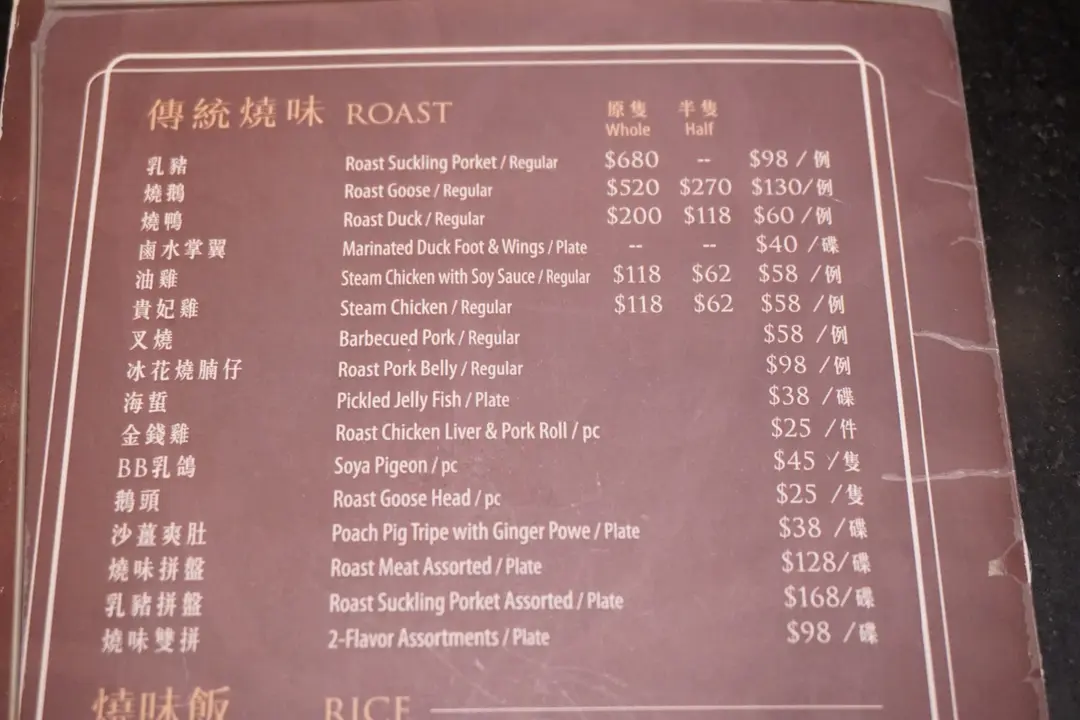 傳統燒味 ROAST 原隻 半隻
Whole Half
乳豬 Roast Suckling Porket / Regular $680 -- $98 / 例
燒鵝 Roast Goose / Regular $520 $270 $130/例
燒鴨 Roast Duck / Regular $200 $118 $60 / 例
鹵水掌翼 Marinated Duck Foot & Wings / Plate -- -- $40 / 碟
油雞 Steam Chicken with Soy Sauce / Regular $118 $62 $58 / 例
貴妃雞 Steam Chicken / Regular $118 $62 $58 / 例
叉燒 Barbecued Pork / Regular $58 / 例
冰花燒腩仔 Roast Pork Belly / Regular $98 / 例
海蜇 Pickled Jelly Fish / Plate $38 / 碟
金錢雞 Roast Chicken Liver & Pork Roll / pc $25 / 件
BB乳鴿 Soya Pigeon / pc $45 / 隻
鵝頭 Roast Goose Head / pc $25 / 隻
沙薑爽肚 Poach Pig Tripe with Ginger Powe / Plate $38 / 碟
燒味拼盤 Roast Meat Assorted / Plate $128/ 碟
乳豬拼盤 Roast Suckling Porket Assorted / Plate $168/ 碟
燒味雙拼 2-Flavor Assortments / Plate $98 / 碟
燒味飯 RICE